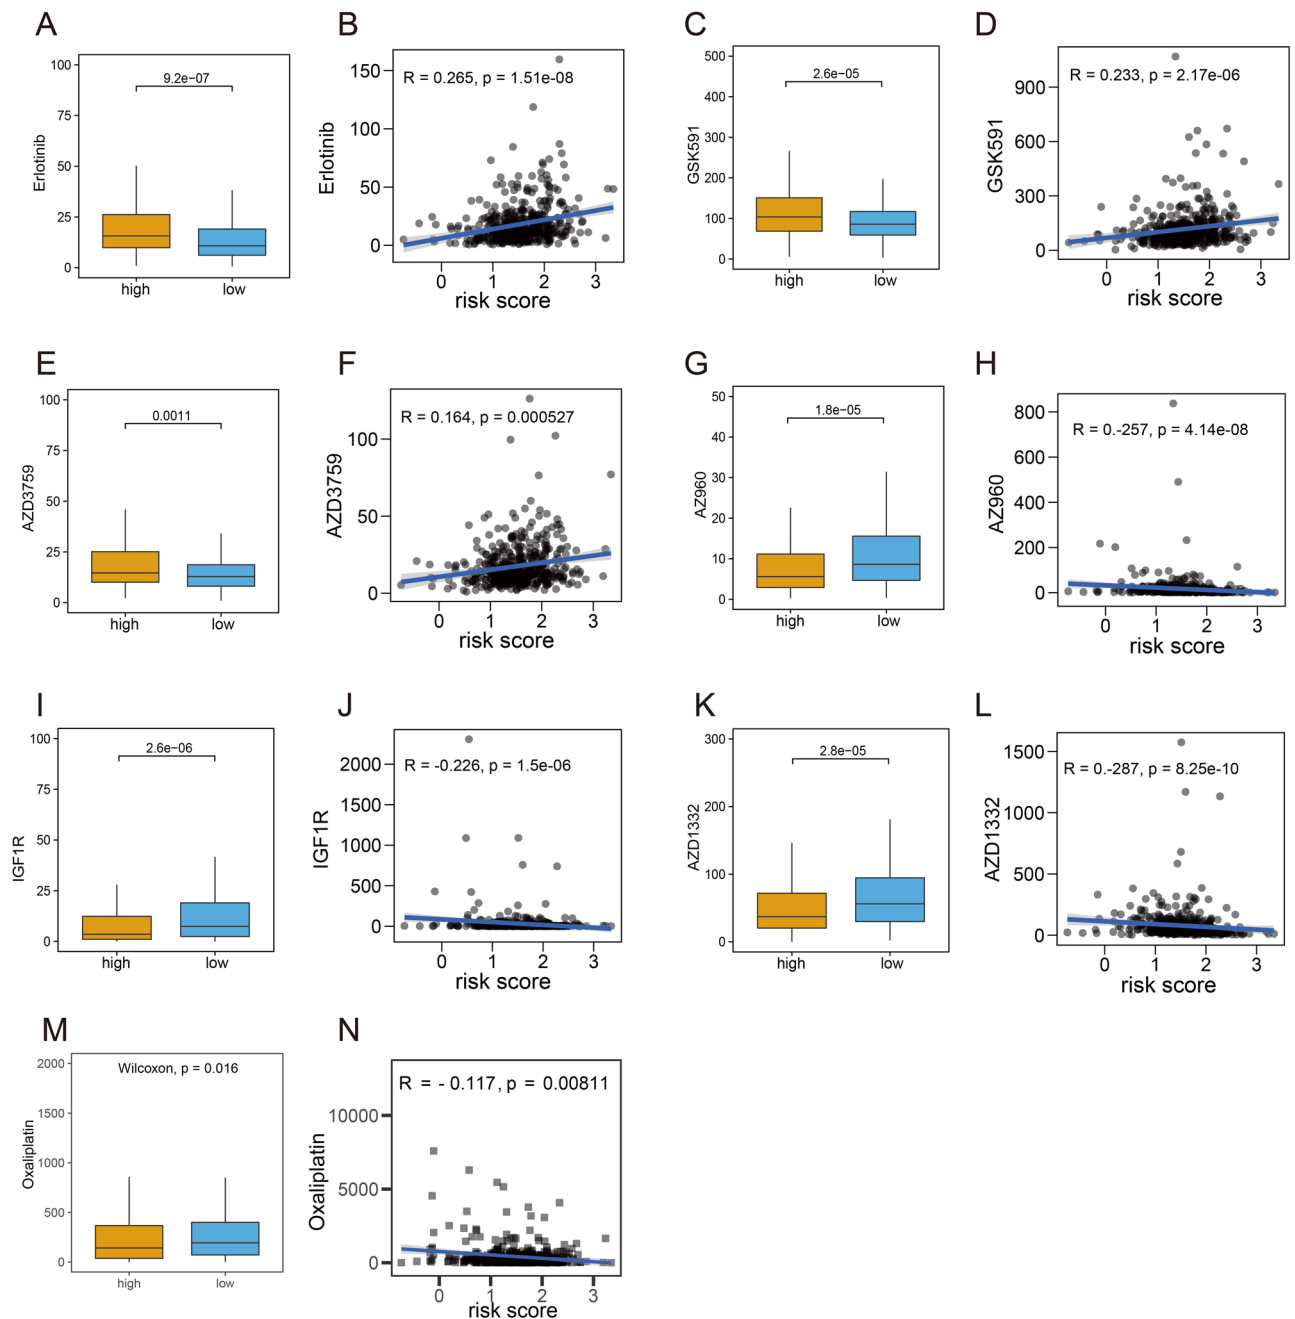 A
100
75
50
25
0
Erlotinib
9.2e−07
high
low
B
150
100
50
0
Erlotinib
R = 0.265, p = 1.51e-08
0
1
2
3
risk score
C
500
400
300
200
100
0
GSK591
2.6e−05
high
low
D
900
600
300
0
GSK591
R = 0.233, p = 2.17e-06
0
1
2
3
risk score
E
100
75
50
25
0
AZD3759
0.0011
high
low
F
100
50
0
AZD3759
R = 0.164, p = 0.000527
0
1
2
3
risk score
G
50
40
30
20
10
0
AZ960
1.8e−05
high
low
H
800
600
400
200
0
AZ960
R = 0.-257, p = 4.14e-08
0
1
2
3
risk score
I
100
75
50
25
0
IGF1R
2.6e−06
high
low
J
2000
1500
1000
500
0
IGF1R
R = -0.226, p = 1.5e-06
0
1
2
3
risk score
K
300
200
100
0
AZD1332
2.8e−05
high
low
L
1500
1000
500
0
AZD1332
R = 0.-287, p = 8.25e-10
0
1
2
3
risk score
M
2000
1500
1000
500
0
Oxaliplatin
Wilcoxon, p = 0.016
high
low
N
10000
5000
0
Oxaliplatin
R = - 0.117, p = 0.00811
0
1
2
3
risk score